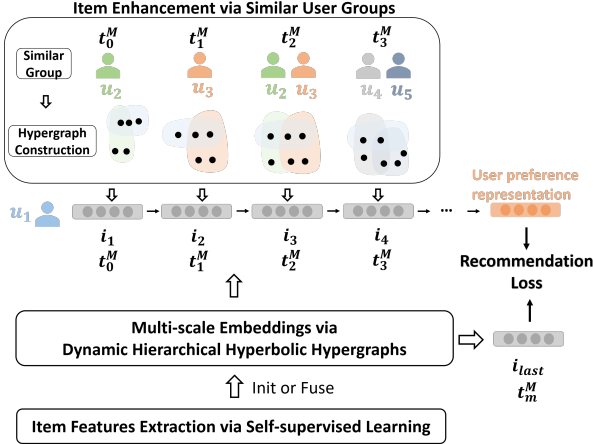 Item Enhancement via Similar User Groups
t_0^M t_1^M t_2^M t_3^M
Similar
Group
u_2 u_3 u_2 u_3 u_4 u_5
Hypergraph
Construction
User preference
representation
u_1
...
i_1 i_2 i_3 i_4
t_0^M t_1^M t_2^M t_3^M
Recommendation
Loss
Multi-scale Embeddings via
Dynamic Hierarchical Hyperbolic Hypergraphs
i_{last}
t_m^M
Init or Fuse
Item Features Extraction via Self-supervised Learning